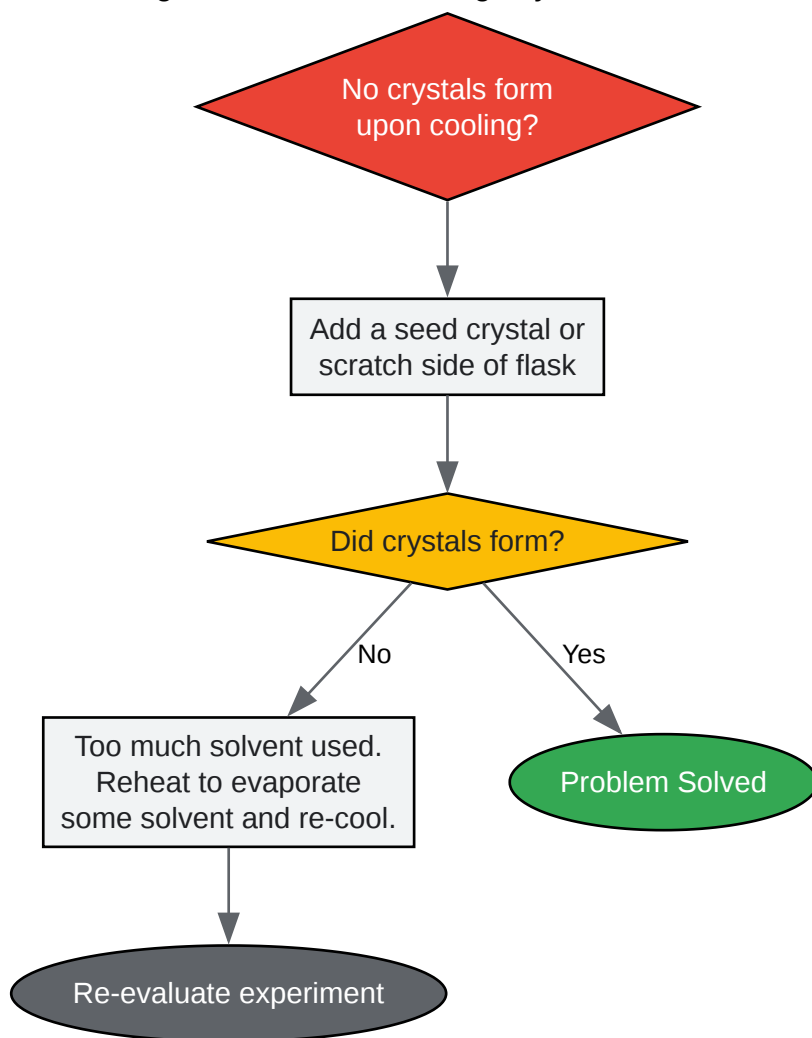 No crystals form
upon cooling?
Add a seed crystal or
scratch side of flask
Did crystals form?
No
Yes
Too much solvent used.
Reheat to evaporate
some solvent and re-cool.
Problem Solved
Re-evaluate experiment